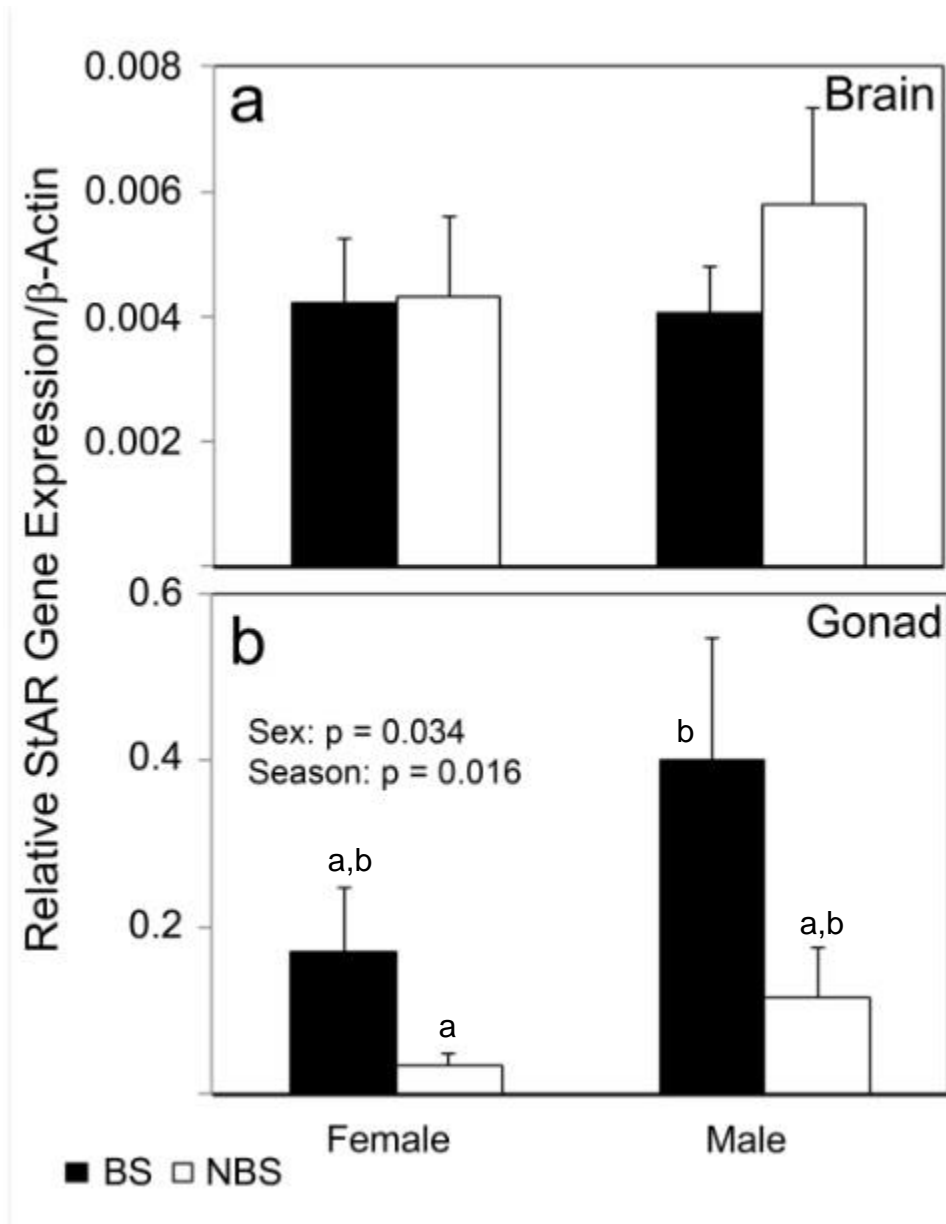 Relative StAR Gene Expression/β-Actin
0.008
a
Brain
0.006
0.004
0.002
0.6
b
Gonad
Sex: p = 0.034
Season: p = 0.016
b
0.4
a,b
0.2
a,b
a
Female
Male
BS
NBS